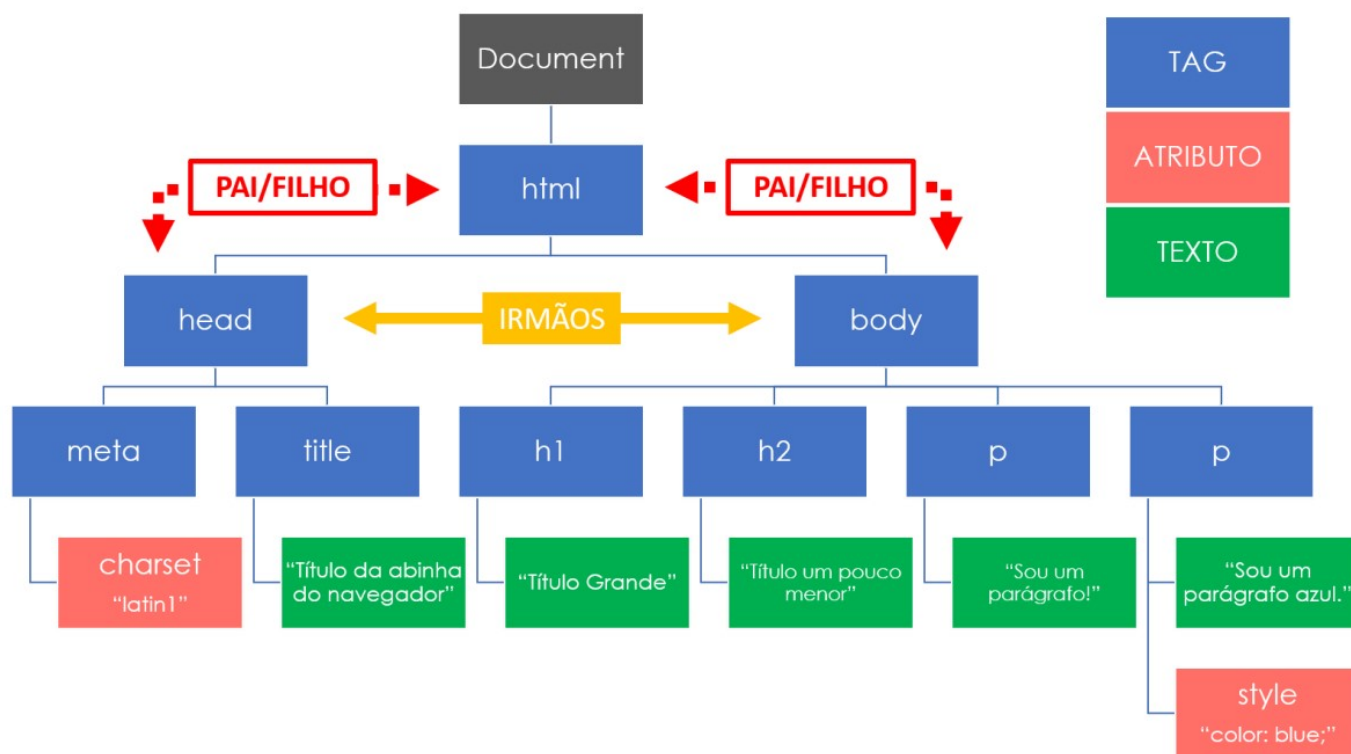 Document
TAG
ATRIBUTO
TEXTO
PAI/FILHO
html
PAI/FILHO
head
IRMÃOS
body
meta
title
h1
h2
p
p
charset
"latin1"
“Título da abinha
do navegador”
“Título Grande”
“Título um pouco
menor”
“Sou um
parágrafo!”
“Sou um
parágrafo azul.”
style
“color: blue;”